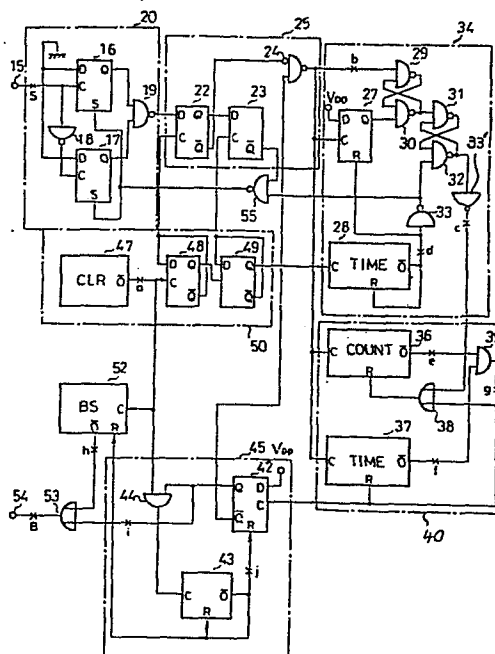 20
25
34
15
S
16
D
Q
C
S
18
17
D
C
S
19
22
D
Q
C
Q̅
23
D
Q
C
Q̅
24
b
29
V_DD
27
D
Q
C
R
30
31
32
33'
c
33
d
55
28
TIME
C
Q̅
R
47
CLR
Q̅
a
48
D
C
Q̅
49
D
Q
C
Q̅
50
36
COUNT
C
Q̅
R
e
39
g
38
37
TIME
C
Q̅
R
f
40
52
BS
C
Q̅
R
h
54
B
53
i
44
45
V_DD
42
Q
D
Q̅
C
R
j
43
C
Q̅
R